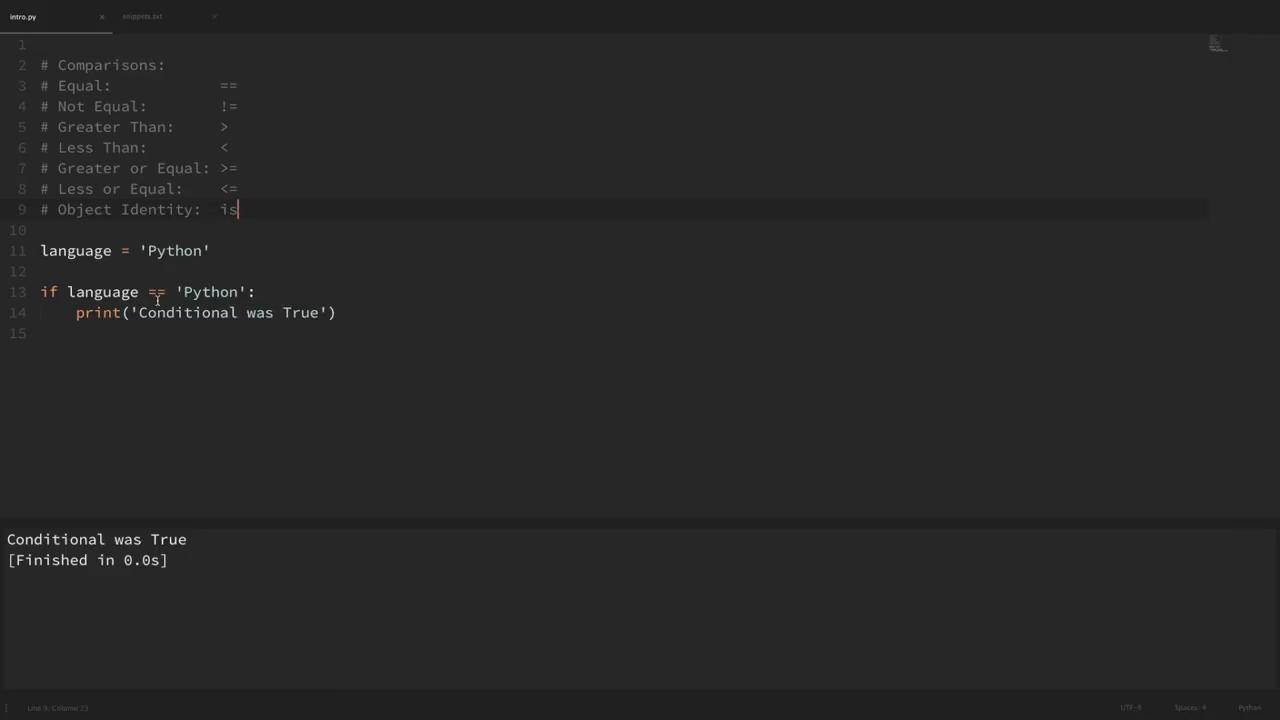 intro.py × snippets.txt ×
1
2 # Comparisons:
3 # Equal: ==
4 # Not Equal: !=
5 # Greater Than: >
6 # Less Than: <
7 # Greater or Equal: >=
8 # Less or Equal: <=
9 # Object Identity: is
10
11 language = 'Python'
12
13 if language == 'Python':
14 print('Conditional was True')
15
Conditional was True
[Finished in 0.0s]
Line 9, Column 23 UTF-8 Spaces: 4 Python